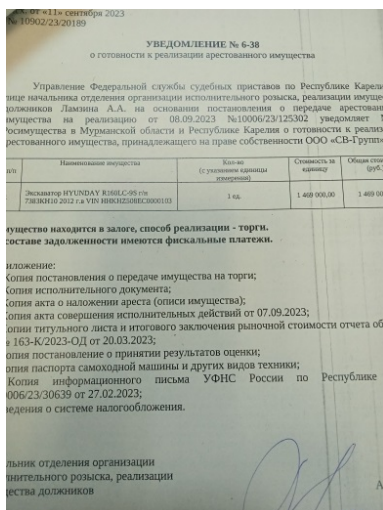 от «11» сентября 2023
№ 10902/23/20189
УВЕДОМЛЕНИЕ № 6-38
о готовности к реализации арестованного имущества
Управление Федеральной службы судебных приставов по Республике Карели
лице начальника отделения организации исполнительного розыска, реализации имуще
должников Ламзина А.А. на основании постановления о передаче арестован
имущества на реализацию от 08.09.2023 №10006/23/125302 уведомляет
Росимущества в Мурманской области и Республике Карелия о готовности к реализ
рестованного имущества, принадлежащего на праве собственности ООО «СВ-Групп
п/п Наименование имущества Кол-во (с указанием единицы измерения) Стоимость за единицу Общая стои (руб.
Экскаватор HYUNDAY R160LC-9S г/н 1 ед. 1 469 000,00 1 469 00
7383КН10 2012 г.в VIN HHKHZ508EC0000103
мущество находится в залоге, способ реализации - торги.
составе задолженности имеются фискальные платежи.
иложение:
Копия постановления о передаче имущества на торги;
Копия исполнительного документа;
Копия акта о наложении ареста (описи имущества);
Копия акта совершения исполнительных действий от 07.09.2023;
Копии титульного листа и итогового заключения рыночной стоимости отчета об
№ 163-К/2023-ОД от 20.03.2023;
опия постановление о принятии результатов оценки;
опия паспорта самоходной машины и других видов техники;
Копия информационного письма УФНС России по Республике
0006/23/30639 от 27.02.2023;
ведения о системе налогообложения.
льник отделения организации
лнительного розыска, реализации
щества должников
А